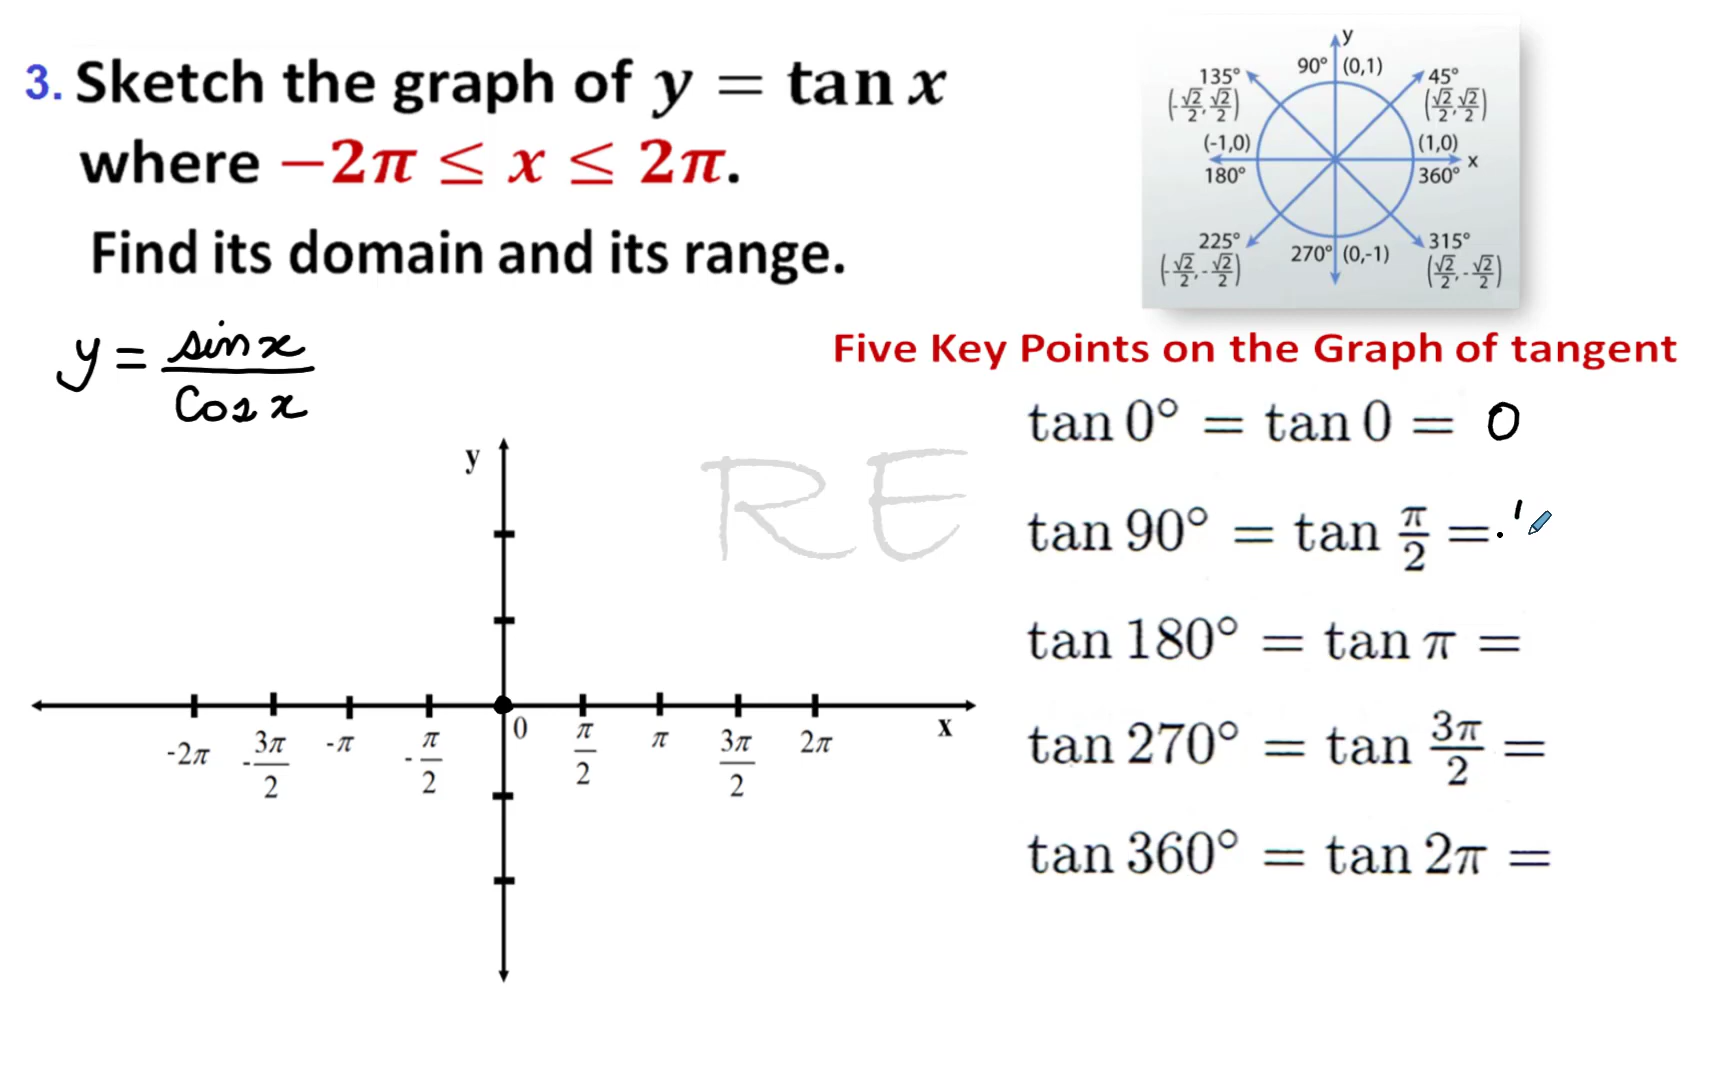 3. Sketch the graph of y = tan x
where −2π ≤ x ≤ 2π.
Find its domain and its range.
y = sin x / cos x
y
90° (0,1)
135°
(-√2/2, √2/2)
45°
(√2/2, √2/2)
(-1,0)
180°
(1,0)
360°
x
225°
(-√2/2, -√2/2)
270° (0,-1)
315°
(√2/2, -√2/2)
Five Key Points on the Graph of tangent
tan 0° = tan 0 = 0
tan 90° = tan π/2 =
tan 180° = tan π =
tan 270° = tan 3π/2 =
tan 360° = tan 2π =
RE
y
x
-2π -3π/2 -π -π/2 0 π/2 π 3π/2 2π